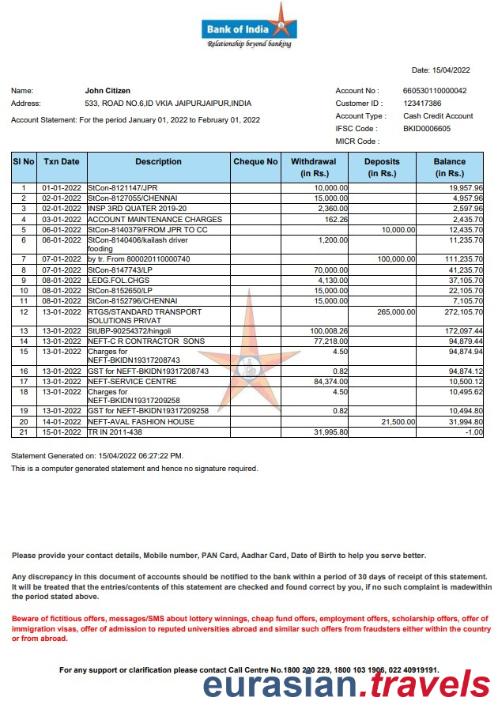 Bank of India
Relationship beyond banking
Date: 15/04/2022
Name: John Citizen Account No : 660530110000042
Address: 533, ROAD NO.6,ID VKIA JAIPURJAIPUR,INDIA Customer ID : 123417386
Account Statement: For the period January 01, 2022 to February 01, 2022 Account Type : Cash Credit Account
IFSC Code : BKID0006605
MICR Code :
Sl No Txn Date Description Cheque No Withdrawal (in Rs.) Deposits (in Rs.) Balance (in Rs.)
1 01-01-2022 StCon-8121147/JPR 10,000.00 19,957.96
2 02-01-2022 StCon-8127055/CHENNAI 15,000.00 4,957.96
3 02-01-2022 INSP 3RD QUATER 2019-20 2,360.00 2,597.96
4 03-01-2022 ACCOUNT MAINTENANCE CHARGES 162.26 2,435.70
5 06-01-2022 StCon-8140379/FROM JPR TO CC 10,000.00 12,435.70
6 06-01-2022 StCon-8140406/kailash driver 1,200.00 11,235.70
fooding
7 07-01-2022 by tr. From 800020110000740 100,000.00 111,235.70
8 07-01-2022 StCon-8147743/LP 70,000.00 41,235.70
9 08-01-2022 LEDG.FOL.CHGS 4,130.00 37,105.70
10 08-01-2022 StCon-8152650/LP 15,000.00 22,105.70
11 08-01-2022 StCon-8152796/CHENNAI 15,000.00 7,105.70
12 13-01-2022 RTGS/STANDARD TRANSPORT 265,000.00 272,105.70
SOLUTIONS PRIVAT
13 13-01-2022 StUBP-90254372/hingoli 100,008.26 172,097.44
14 13-01-2022 NEFT-C R CONTRACTOR SONS 77,218.00 94,879.44
15 13-01-2022 Charges for 4.50 94,874.94
NEFT-BKIDN19317208743
16 13-01-2022 GST for NEFT-BKIDN19317208743 0.82 94,874.12
17 13-01-2022 NEFT-SERVICE CENTRE 84,374.00 10,500.12
18 13-01-2022 Charges for 4.50 10,495.62
NEFT-BKIDN19317209258
19 13-01-2022 GST for NEFT-BKIDN19317209258 0.82 10,494.80
20 14-01-2022 NEFT-AVAL FASHION HOUSE 21,500.00 31,994.80
21 15-01-2022 TR IN 2011-438 31,995.80 -1.00
Statement Generated on: 15/04/2022 06:27:22 PM.
This is a computer generated statement and hence no signature required.
Please provide your contact details, Mobile number, PAN Card, Aadhar Card, Date of Birth to help you serve better.
Any discrepancy in this document of accounts should be notified to the bank within a period of 30 days of receipt of this statement.
It will be treated that the entries/contents of this statement are checked and found correct by you, if no such complaint is madewithin
the period stated above.
Beware of fictitious offers, messages/SMS about lottery winnings, cheap fund offers, employment offers, scholarship offers, offer of
immigration visas, offer of admission to reputed universities abroad and similar such offers from fraudsters either within the country
or from abroad.
For any support or clarification please contact Call Centre No.1800 220 229, 1800 103 1906, 022 40919191.
eurasian.travels